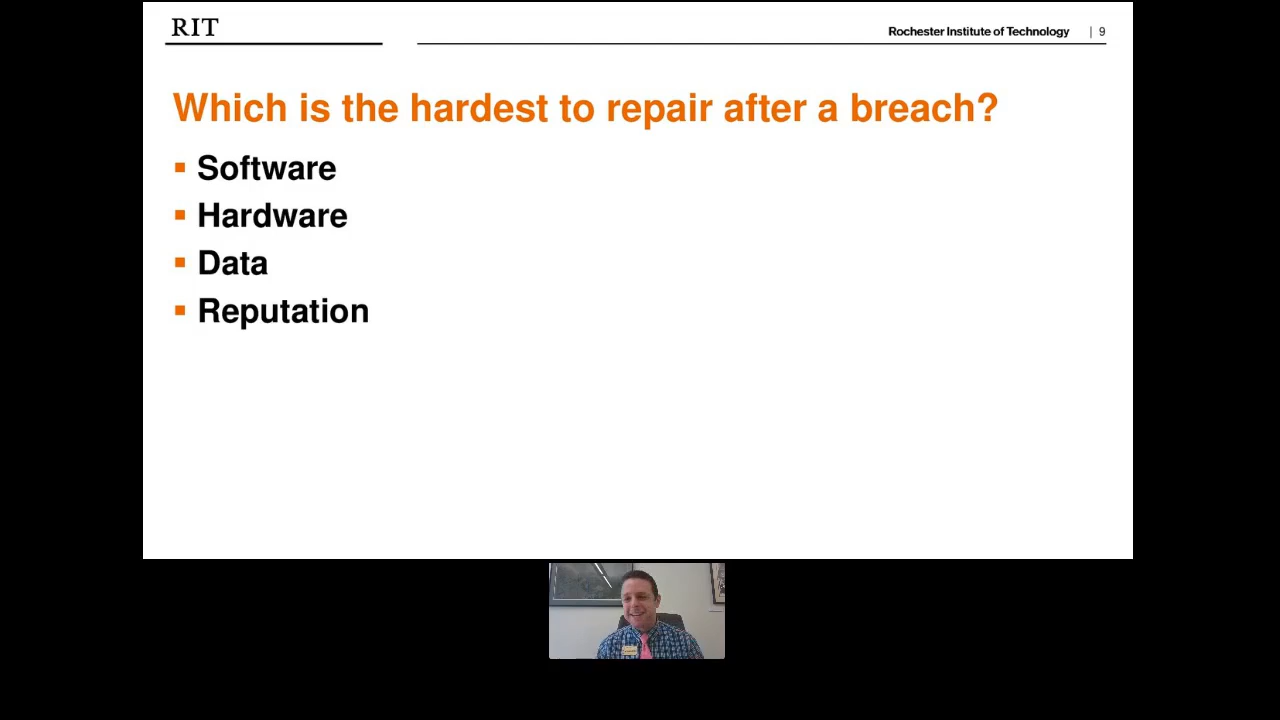 RIT
Rochester Institute of Technology | 9
Which is the hardest to repair after a breach?
▪ Software
▪ Hardware
▪ Data
▪ Reputation